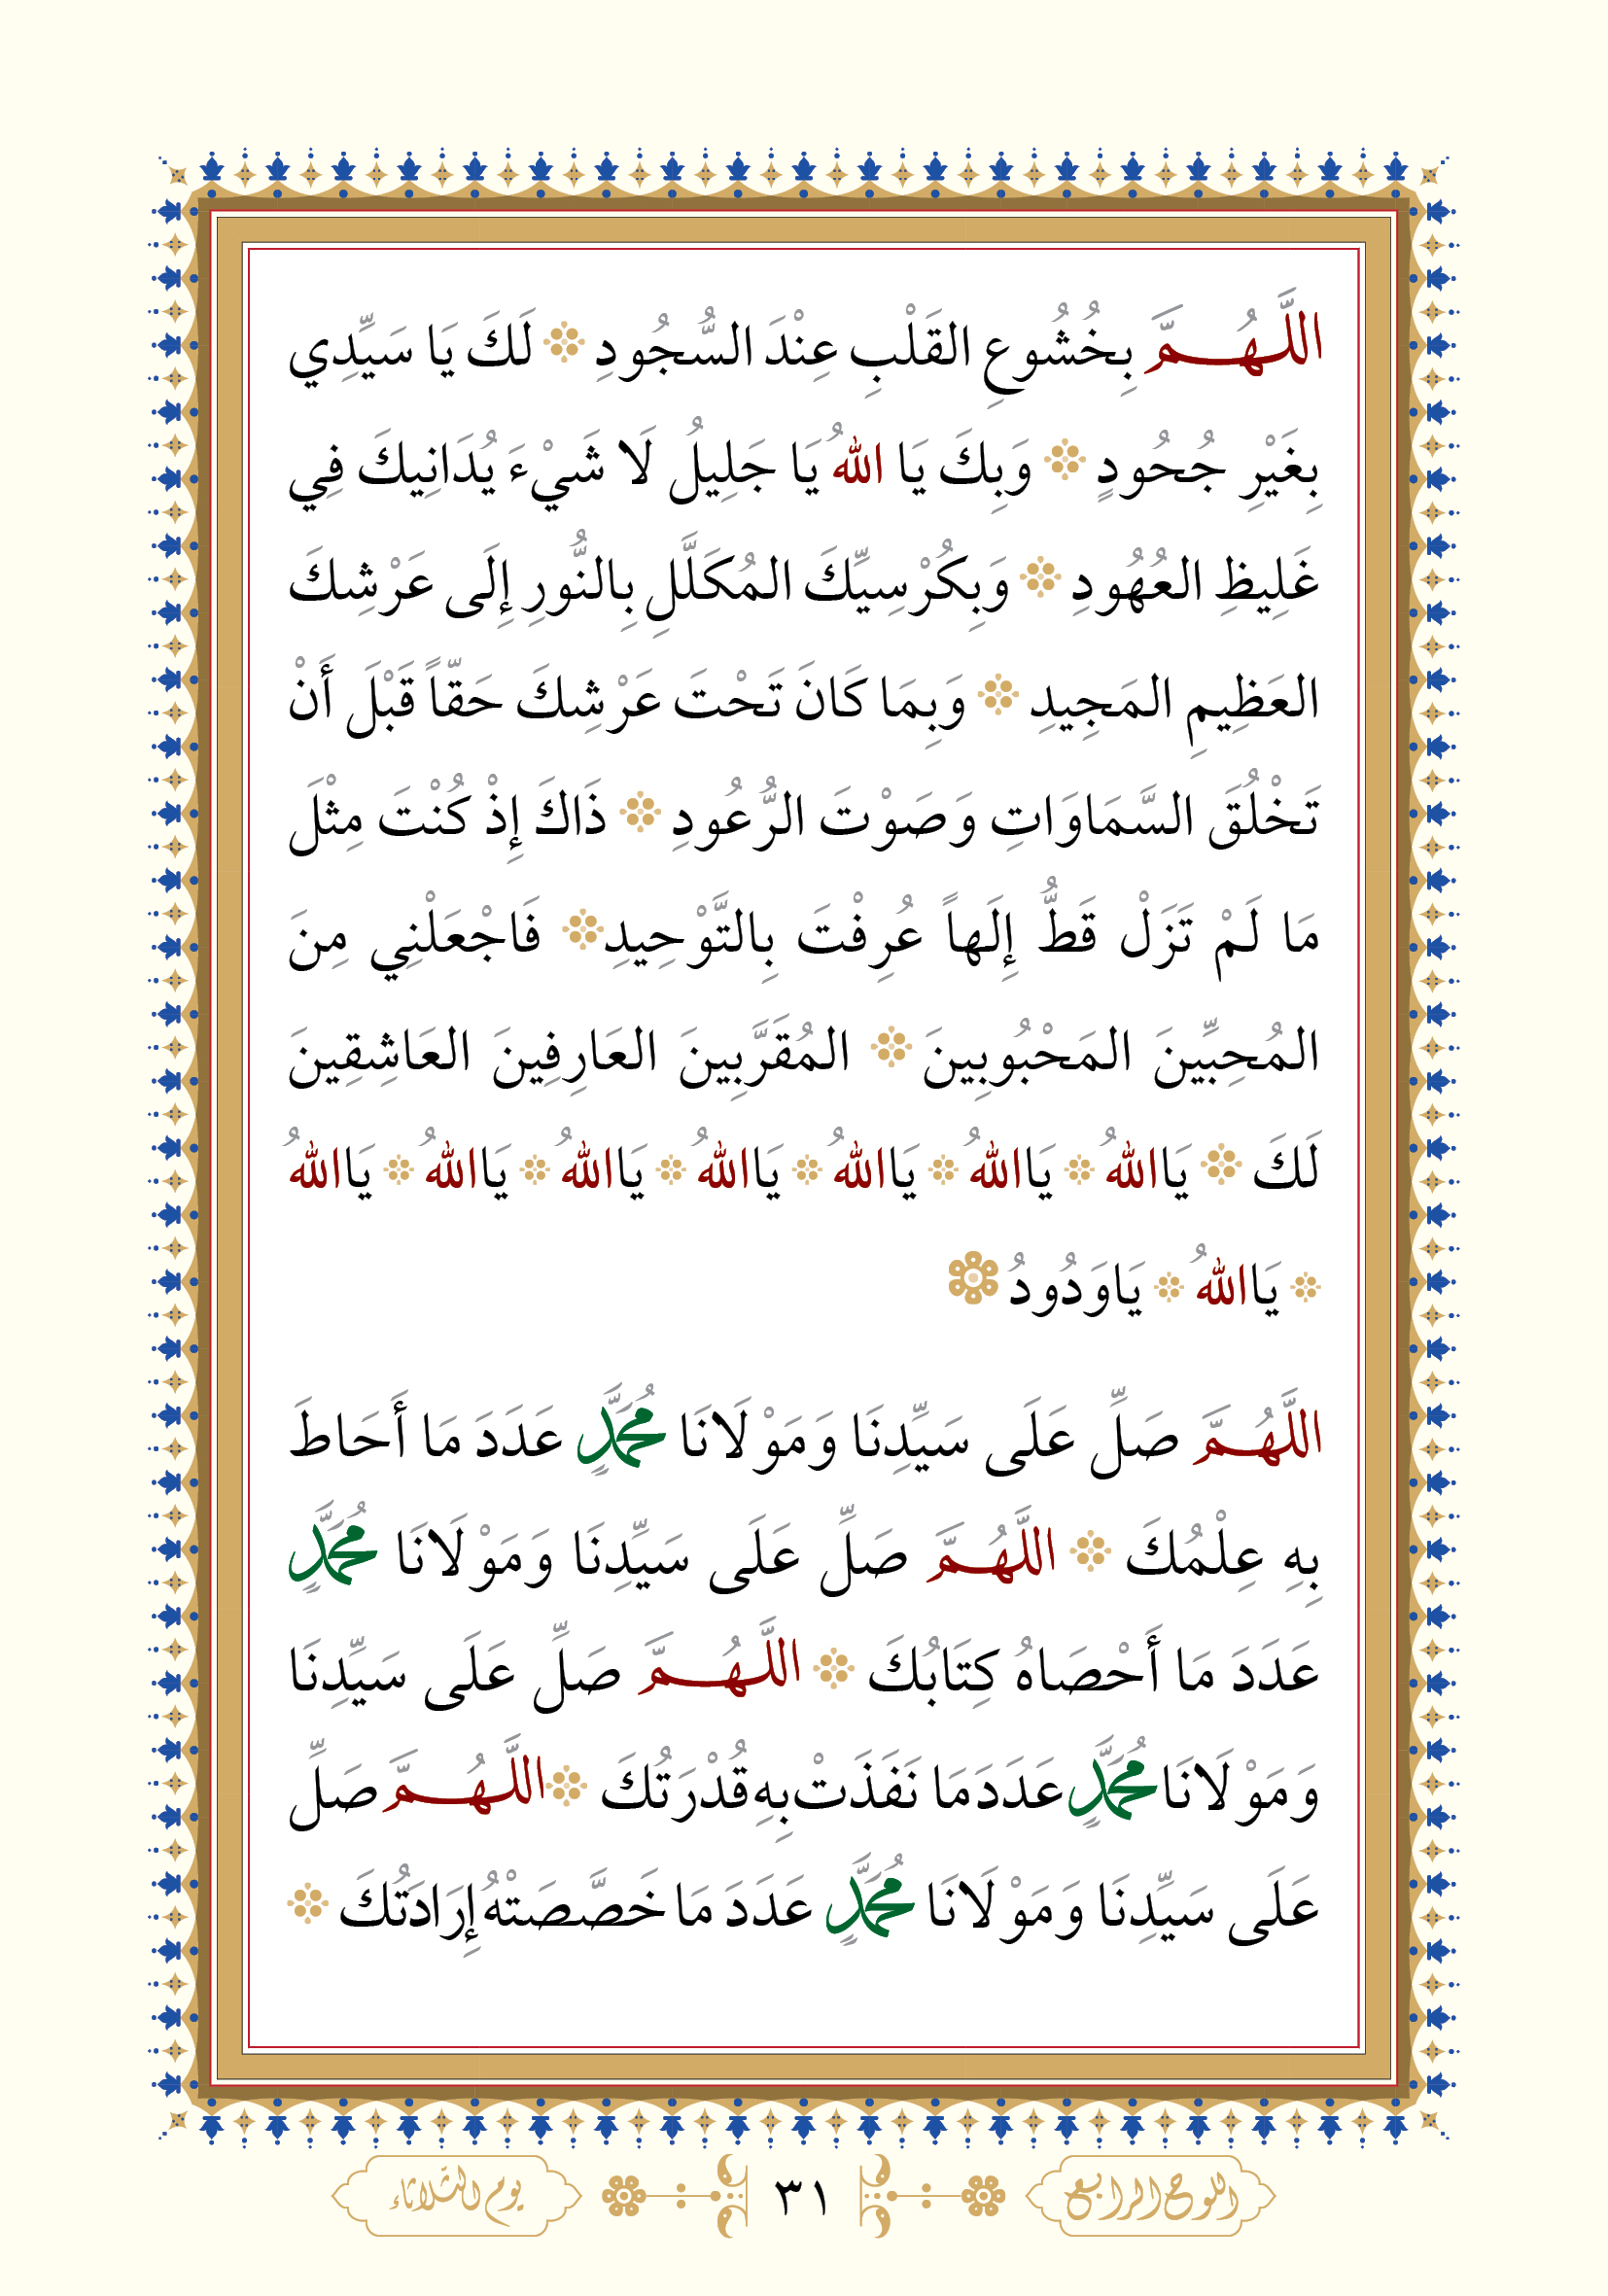 اللَّهُـمَّ بِخُشُوعِ القَلْبِ عِنْدَ السُّجُودِ ۞ لَكَ يَا سَيِّدِي
بِغَيْرِ جُحُودٍ ۞ وَبِكَ يَا اللهُ يَا جَلِيلُ لَا شَيْءَ يُدَانِيكَ فِي
غَلِيظِ العُهُودِ ۞ وَبِكُرْسِيِّكَ المُكَلَّلِ بِالنُّورِ إِلَى عَرْشِكَ
العَظِيمِ المَجِيدِ ۞ وَبِمَا كَانَ تَحْتَ عَرْشِكَ حَقّاً قَبْلَ أَنْ
تَخْلُقَ السَّمَاوَاتِ وَصَوْتَ الرُّعُودِ ۞ ذَاكَ إِذْ كُنْتَ مِثْلَ
مَا لَمْ تَزَلْ قَطُّ إِلَهاً عُرِفْتَ بِالتَّوْحِيدِ ۞ فَاجْعَلْنِي مِنَ
المُحِبِّينَ المَحْبُوبِينَ ۞ المُقَرَّبِينَ العَارِفِينَ العَاشِقِينَ
لَكَ ۞ يَااللهُ ۞ يَااللهُ ۞ يَااللهُ ۞ يَااللهُ ۞ يَااللهُ ۞ يَااللهُ ۞ يَااللهُ
۞ يَااللهُ ۞ يَاوَدُودُ ۞
اللَّهُـمَّ صَلِّ عَلَى سَيِّدِنَا وَمَوْلَانَا مُحَمَّدٍ عَدَدَ مَا أَحَاطَ
بِهِ عِلْمُكَ ۞ اللَّهُـمَّ صَلِّ عَلَى سَيِّدِنَا وَمَوْلَانَا مُحَمَّدٍ
عَدَدَ مَا أَحْصَاهُ كِتَابُكَ ۞ اللَّهُـمَّ صَلِّ عَلَى سَيِّدِنَا
وَمَوْلَانَا مُحَمَّدٍ عَدَدَ مَا نَفَذَتْ بِهِ قُدْرَتُكَ ۞ اللَّهُـمَّ صَلِّ
عَلَى سَيِّدِنَا وَمَوْلَانَا مُحَمَّدٍ عَدَدَ مَا خَصَّصَتْهُ إِرَادَتُكَ ۞
اللوح الرابع ٣١ يوم الثلاثاء